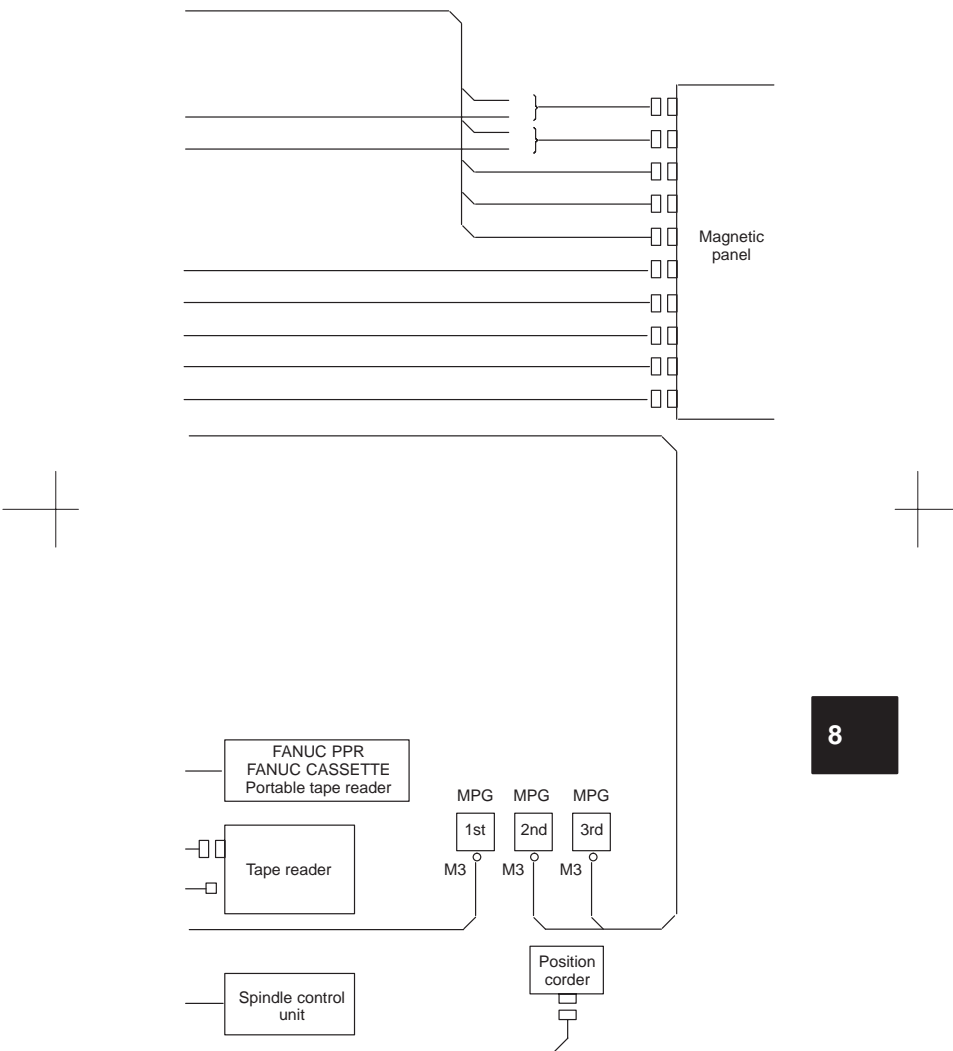 Magnetic
panel
8
FANUC PPR
FANUC CASSETTE
Portable tape reader
MPG MPG MPG
1st 2nd 3rd
M3 M3 M3
Tape reader
Position
corder
Spindle control
unit